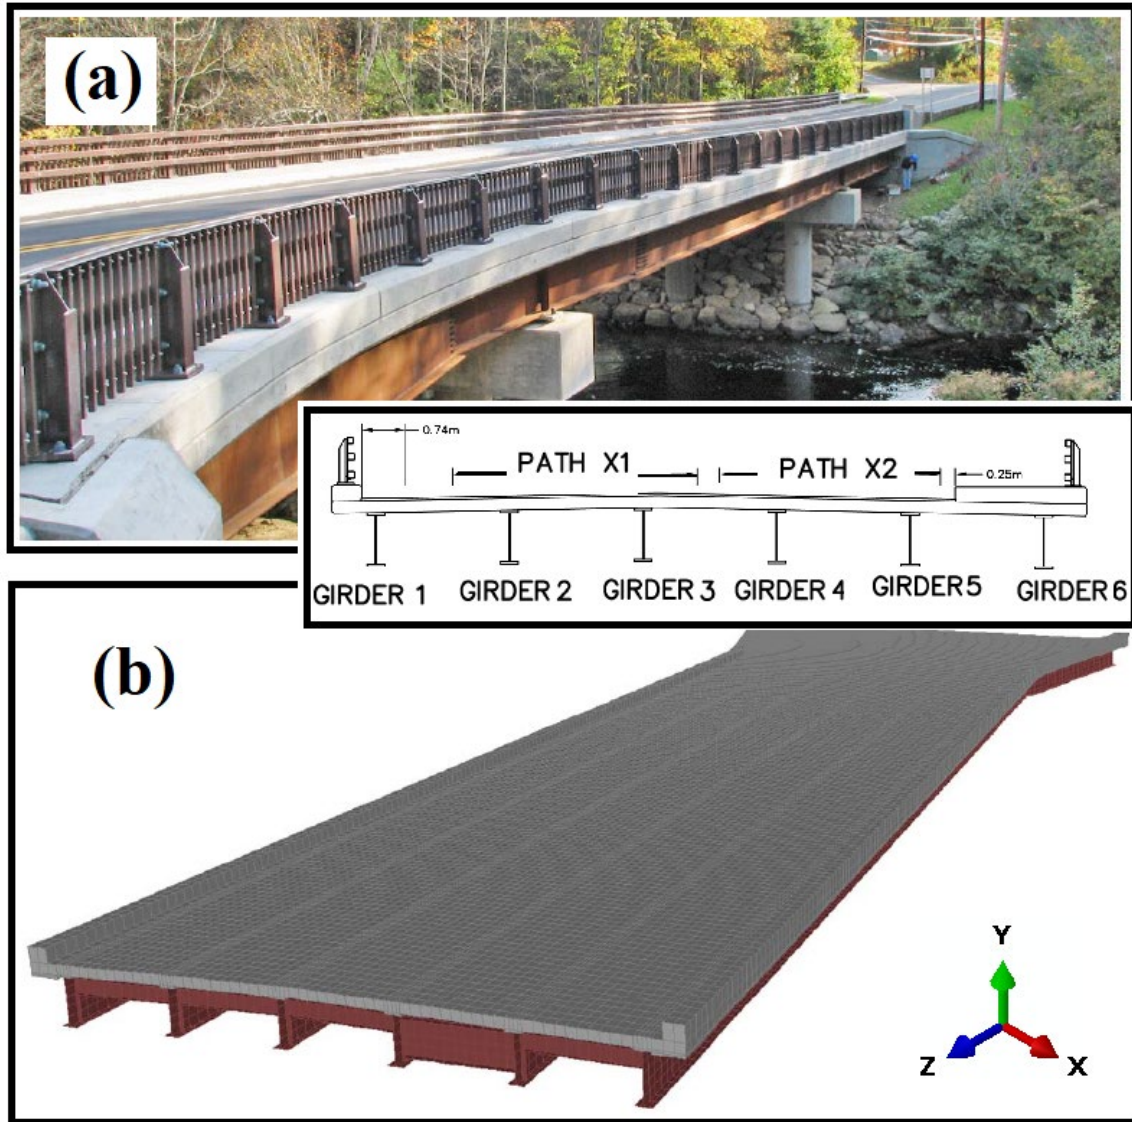 (a)
0.74m
PATH X1
PATH X2
0.25m
GIRDER 1
GIRDER 2
GIRDER 3
GIRDER 4
GIRDER 5
GIRDER 6
(b)
Y
Z
X